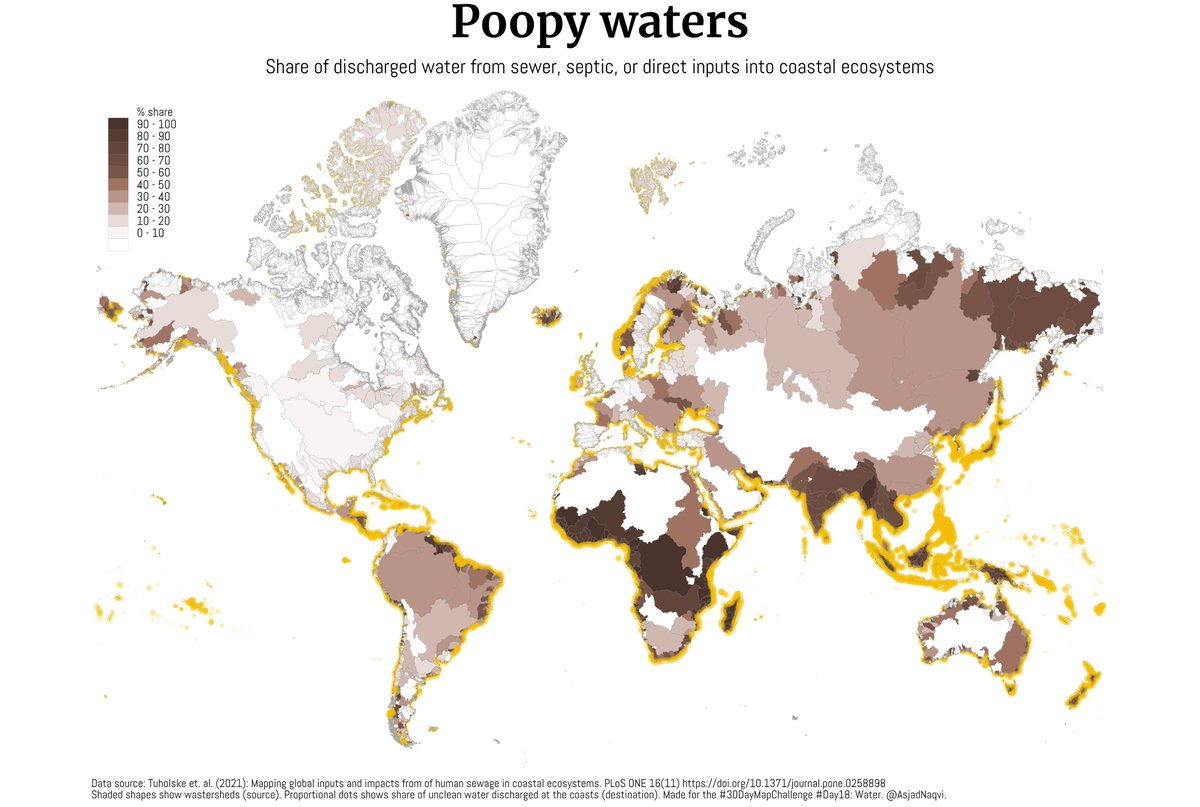 Poopy waters
Share of discharged water from sewer, septic, or direct inputs into coastal ecosystems
% share
90 - 100
80 - 90
70 - 80
60 - 70
50 - 60
40 - 50
30 - 40
20 - 30
10 - 20
0 - 10
Data source: Tuholske et. al. (2021): Mapping global inputs and impacts from of human sewage in coastal ecosystems. PLoS ONE 16(11) https://doi.org/10.1371/journal.pone.0258898
Shaded shapes show wastersheds (source). Proportional dots shows share of unclean water discharged at the coasts (destination). Made for the #30DayMapChallenge #Day18: Water. @AsjadNaqvi.